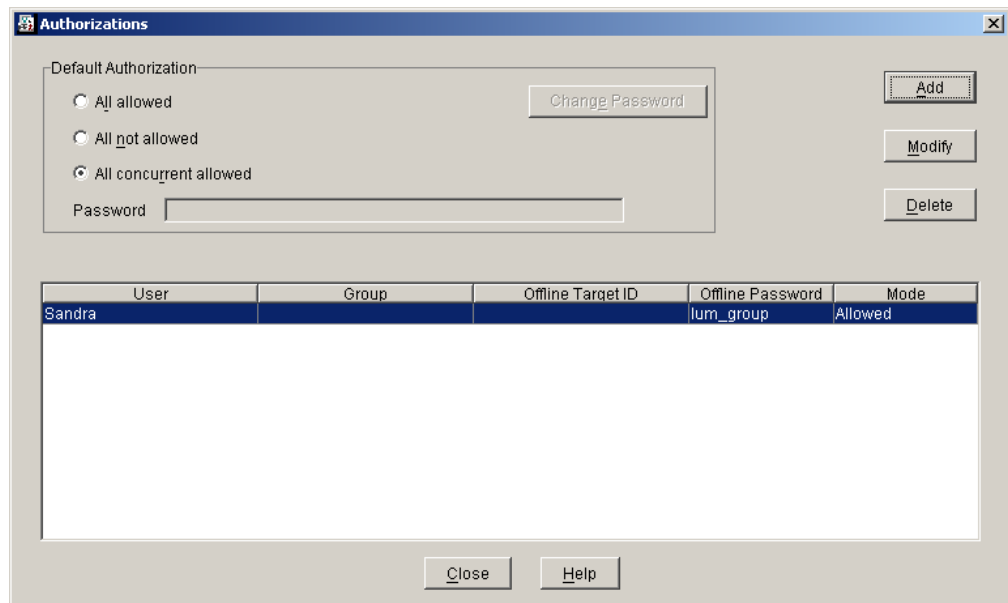 Authorizations
Default Authorization
All allowed
Change Password
All not allowed
All concurrent allowed
Password
Add
Modify
Delete
User Group Offline Target ID Offline Password Mode
Sandra lum_group Allowed
Close Help